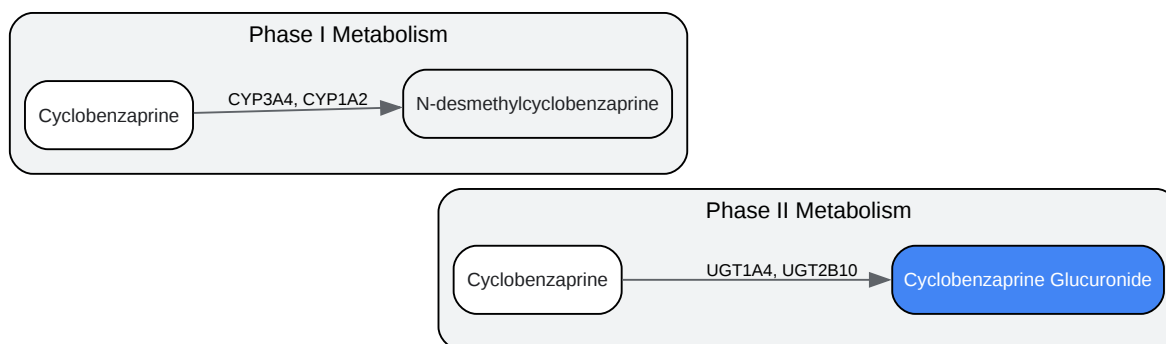 Phase I Metabolism
Cyclobenzaprine
CYP3A4, CYP1A2
N-desmethylcyclobenzaprine
Phase II Metabolism
Cyclobenzaprine
UGT1A4, UGT2B10
Cyclobenzaprine Glucuronide